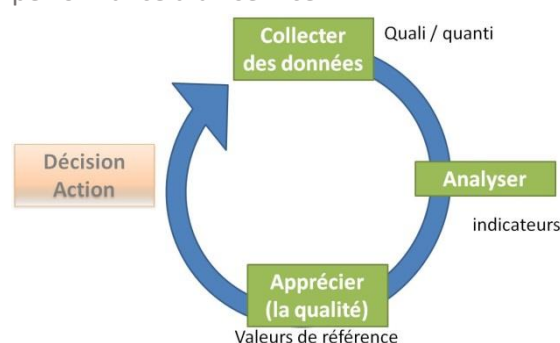 Collecter
des données
Quali / quanti
Décision
Action
Analyser
indicateurs
Apprécier
(la qualité)
Valeurs de référence